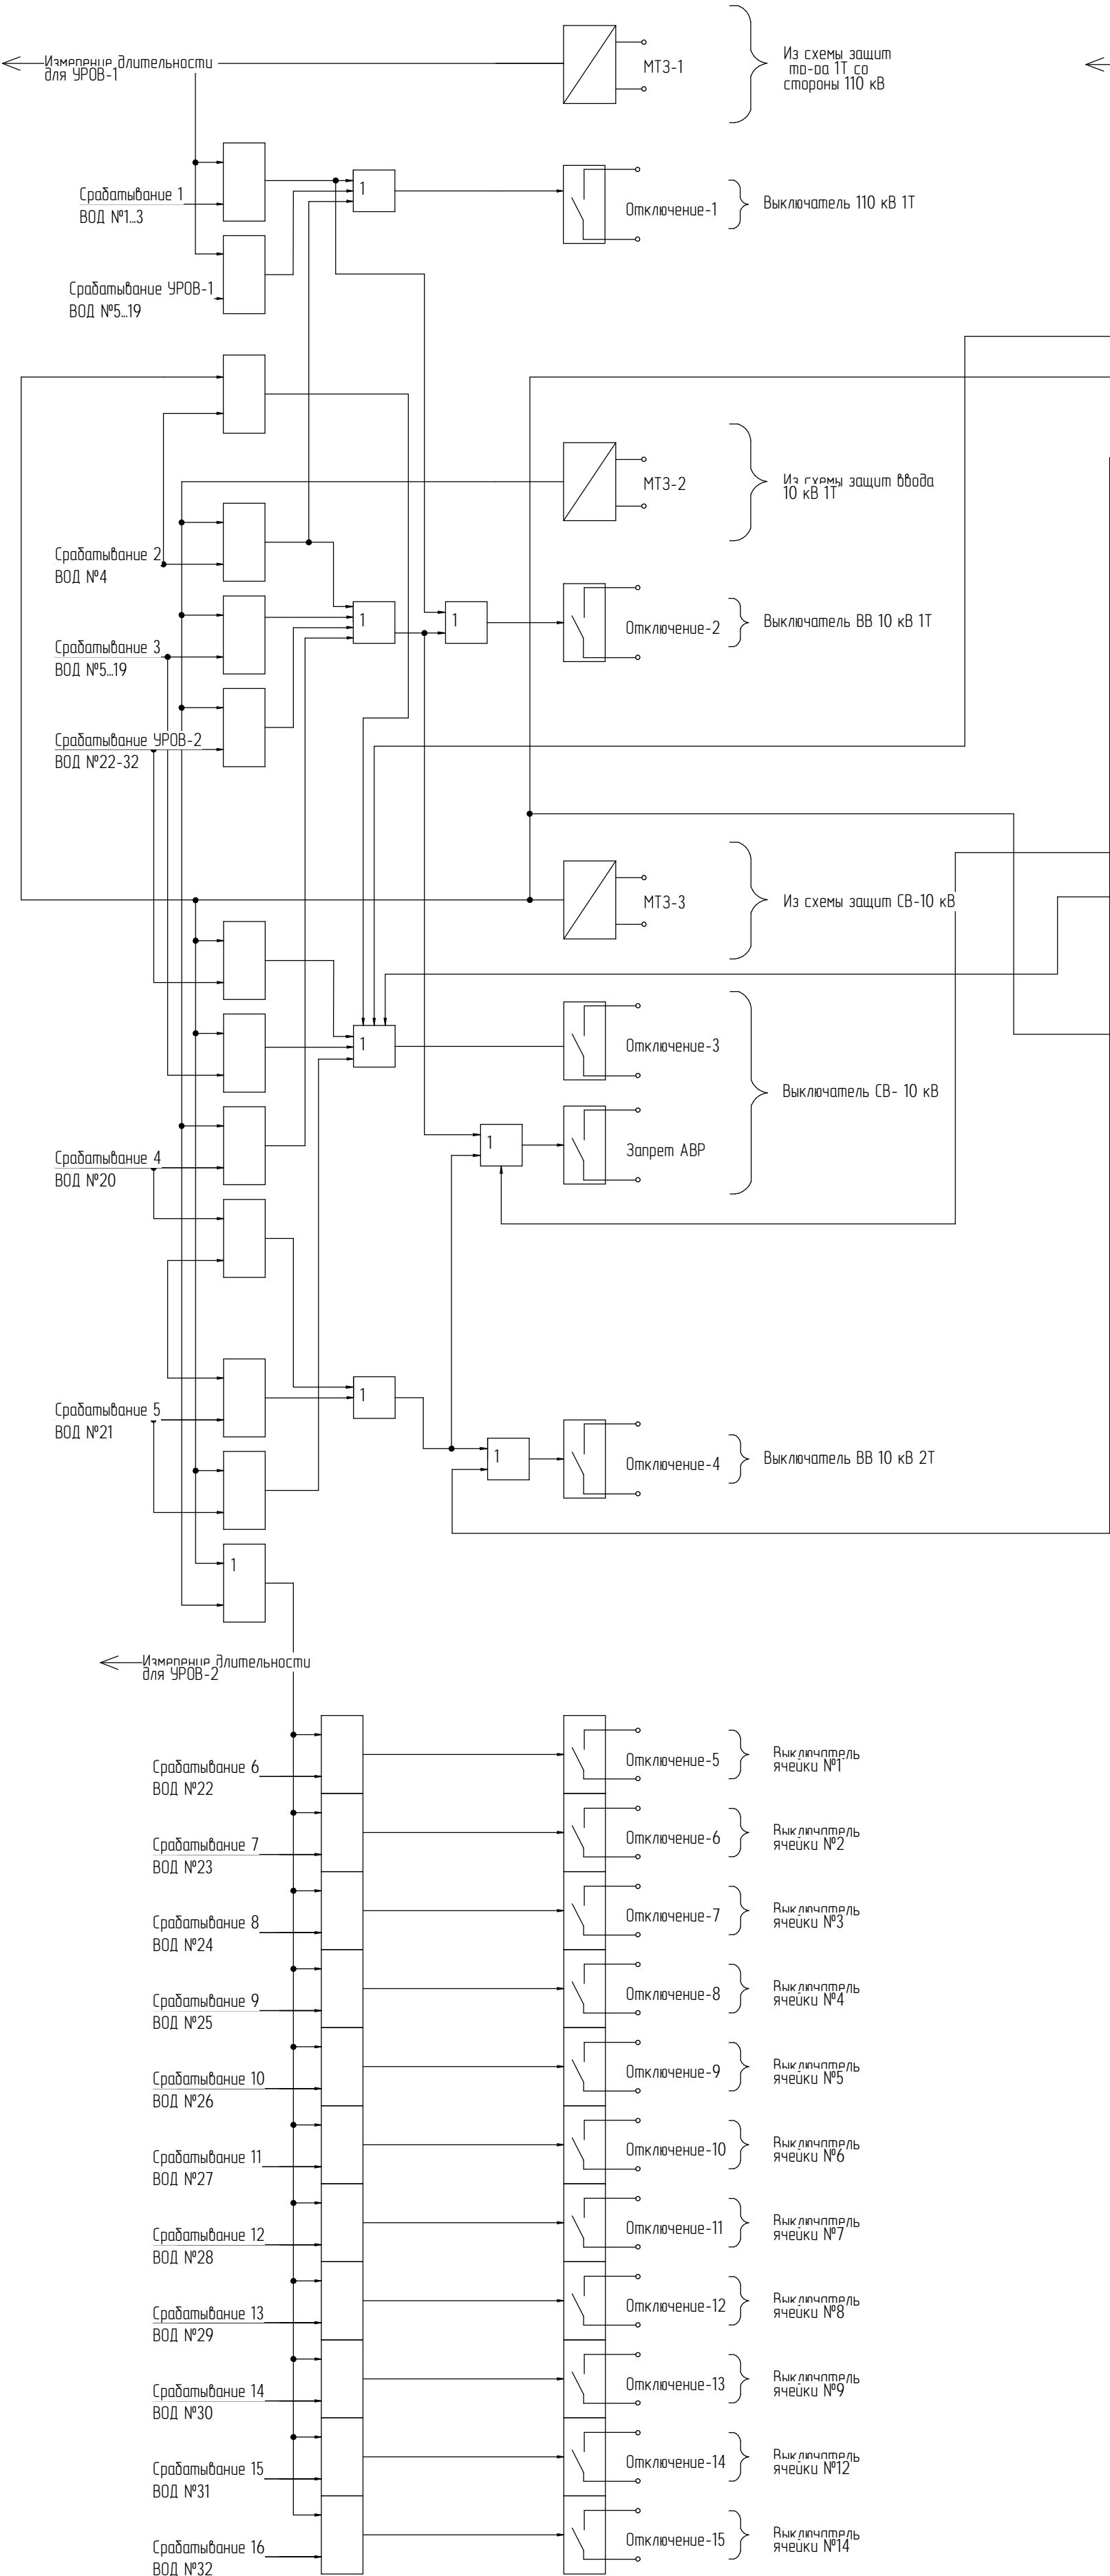 Измерение длительности
для УРОВ-1
МТЗ-1
Из схемы защит
тр-ра 1Т со
стороны 110 кВ
Срабатывание 1
ВОД №1...3
1
Отключение-1
Выключатель 110 кВ 1Т
Срабатывание УРОВ-1
ВОД №5...19
МТЗ-2
Из схемы защит ввода
10 кВ 1Т
Срабатывание 2
ВОД №4
1
1
Отключение-2
Выключатель ВВ 10 кВ 1Т
Срабатывание 3
ВОД №5...19
Срабатывание УРОВ-2
ВОД №22-32
МТЗ-3
Из схемы защит СВ-10 кВ
1
Отключение-3
Выключатель СВ- 10 кВ
1
Запрет АВР
Срабатывание 4
ВОД №20
1
Срабатывание 5
ВОД №21
1
Отключение-4
Выключатель ВВ 10 кВ 2Т
1
Измерение длительности
для УРОВ-2
Срабатывание 6
ВОД №22
Отключение-5
Выключатель
ячейки №1
Срабатывание 7
ВОД №23
Отключение-6
Выключатель
ячейки №2
Срабатывание 8
ВОД №24
Отключение-7
Выключатель
ячейки №3
Срабатывание 9
ВОД №25
Отключение-8
Выключатель
ячейки №4
Срабатывание 10
ВОД №26
Отключение-9
Выключатель
ячейки №5
Срабатывание 11
ВОД №27
Отключение-10
Выключатель
ячейки №6
Срабатывание 12
ВОД №28
Отключение-11
Выключатель
ячейки №7
Срабатывание 13
ВОД №29
Отключение-12
Выключатель
ячейки №8
Срабатывание 14
ВОД №30
Отключение-13
Выключатель
ячейки №9
Срабатывание 15
ВОД №31
Отключение-14
Выключатель
ячейки №12
Срабатывание 16
ВОД №32
Отключение-15
Выключатель
ячейки №14